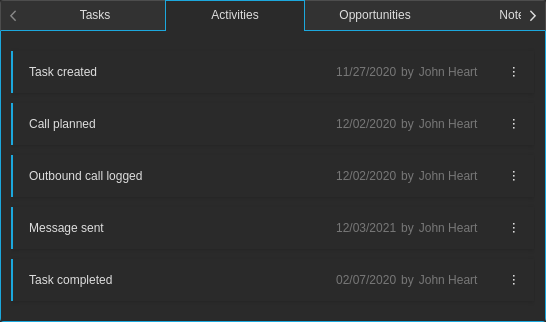 Tasks Activities Opportunities Note
Task created 11/27/2020 by John Heart
Call planned 12/02/2020 by John Heart
Outbound call logged 12/02/2020 by John Heart
Message sent 12/03/2021 by John Heart
Task completed 02/07/2020 by John Heart